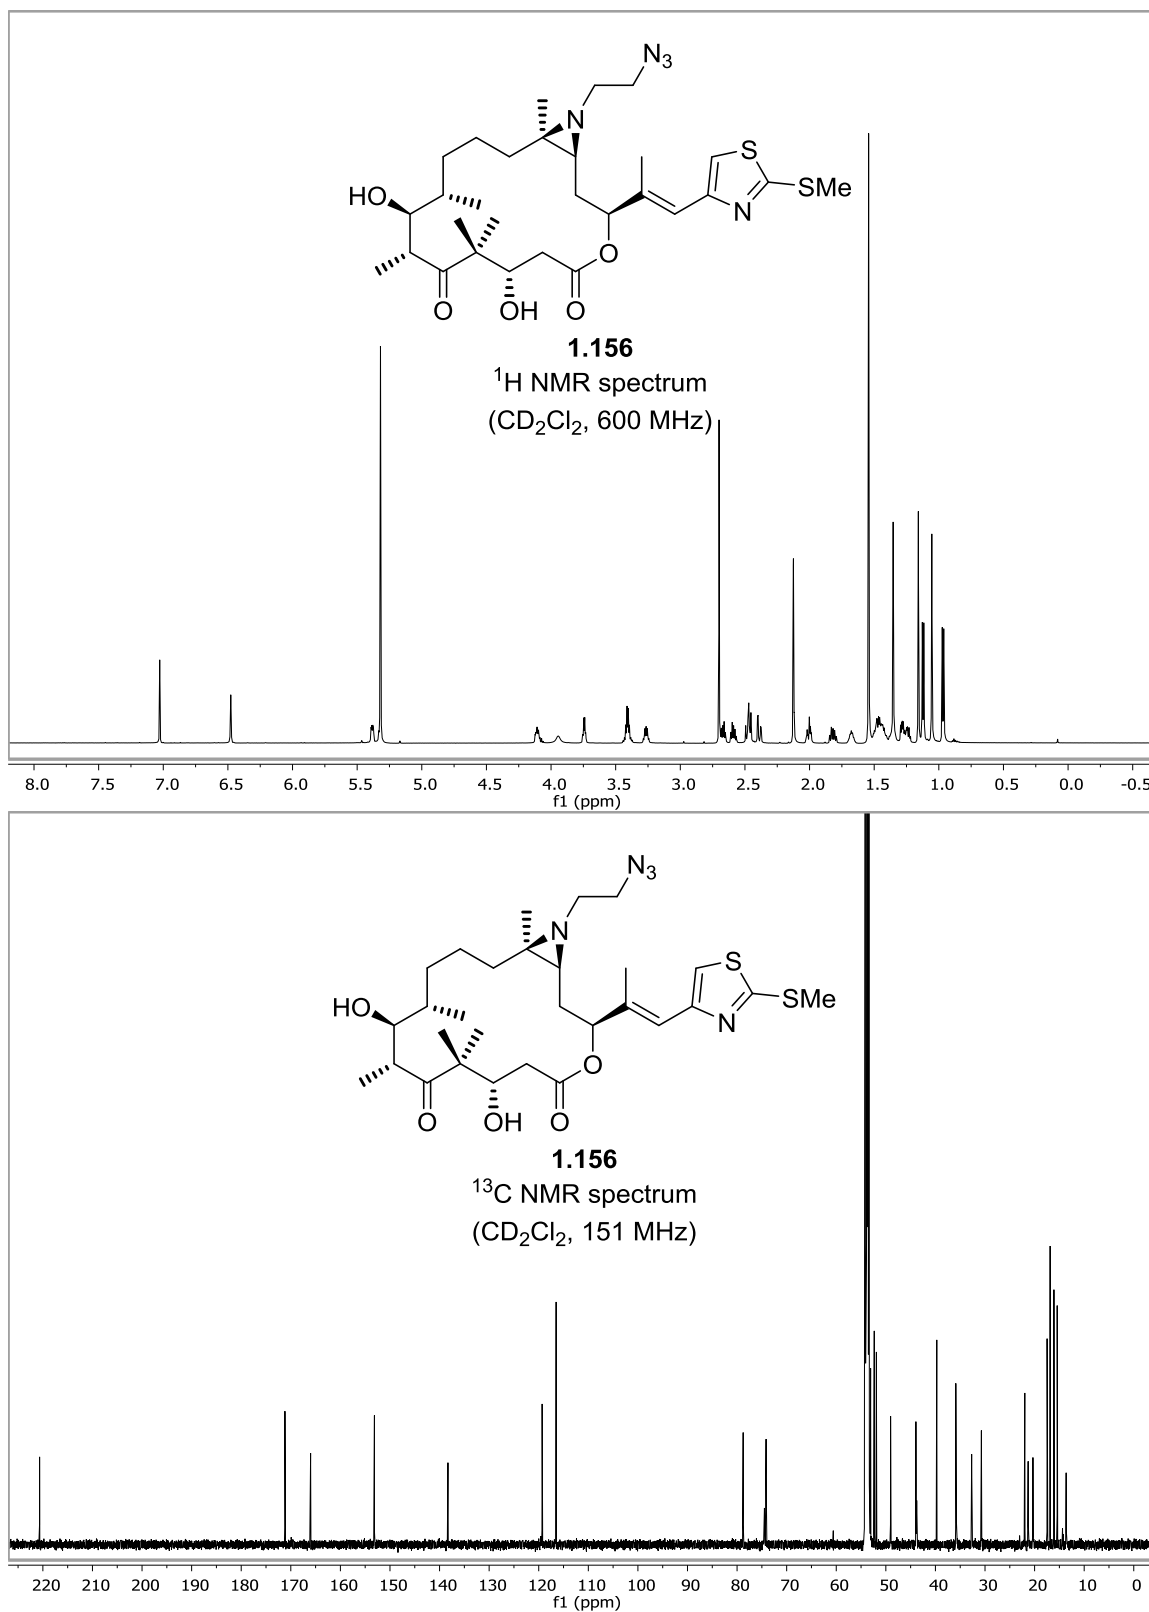 N3
N
S
SMe
N
HO
O
O
OH
O
1.156
1H NMR spectrum
(CD2Cl2, 600 MHz)
8.0 7.5 7.0 6.5 6.0 5.5 5.0 4.5 4.0 3.5 3.0 2.5 2.0 1.5 1.0 0.5 0.0 -0.5
f1 (ppm)
N3
N
S
SMe
N
HO
O
O
OH
O
1.156
13C NMR spectrum
(CD2Cl2, 151 MHz)
220 210 200 190 180 170 160 150 140 130 120 110 100 90 80 70 60 50 40 30 20 10 0
f1 (ppm)